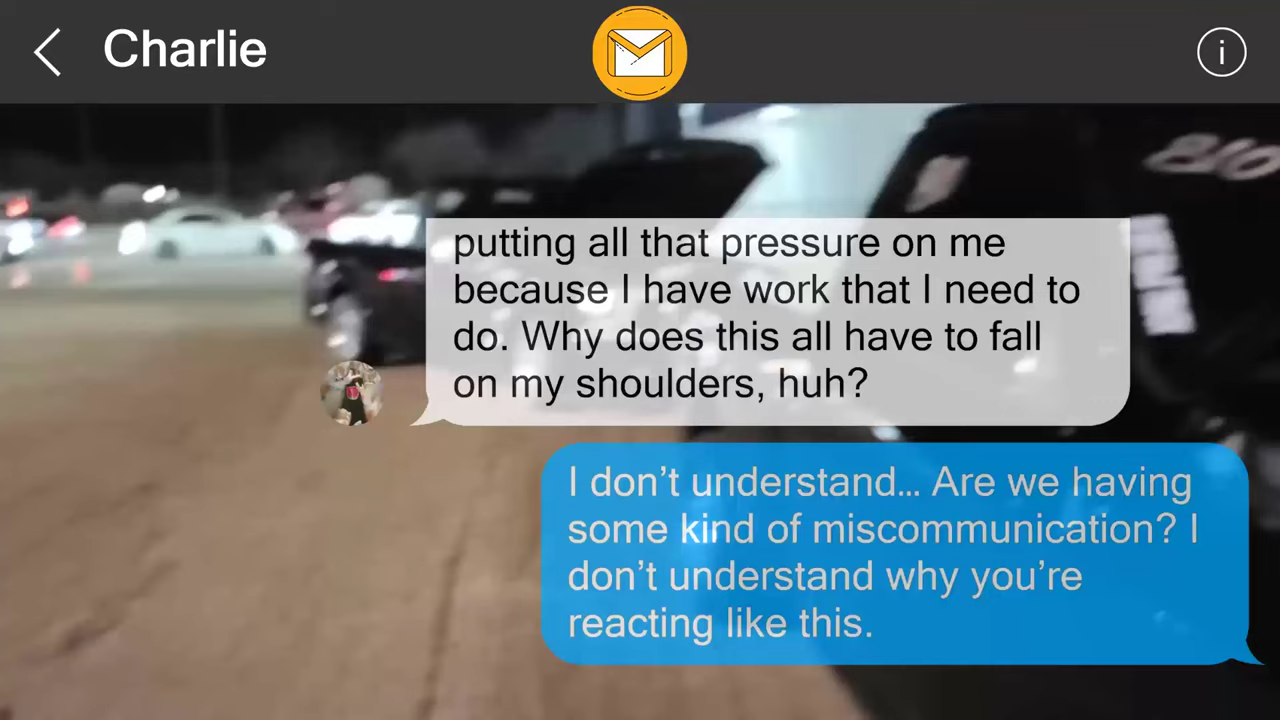 Charlie
i
putting all that pressure on me
because I have work that I need to
do. Why does this all have to fall
on my shoulders, huh?
I don’t understand... Are we having
some kind of miscommunication? I
don’t understand why you’re
reacting like this.